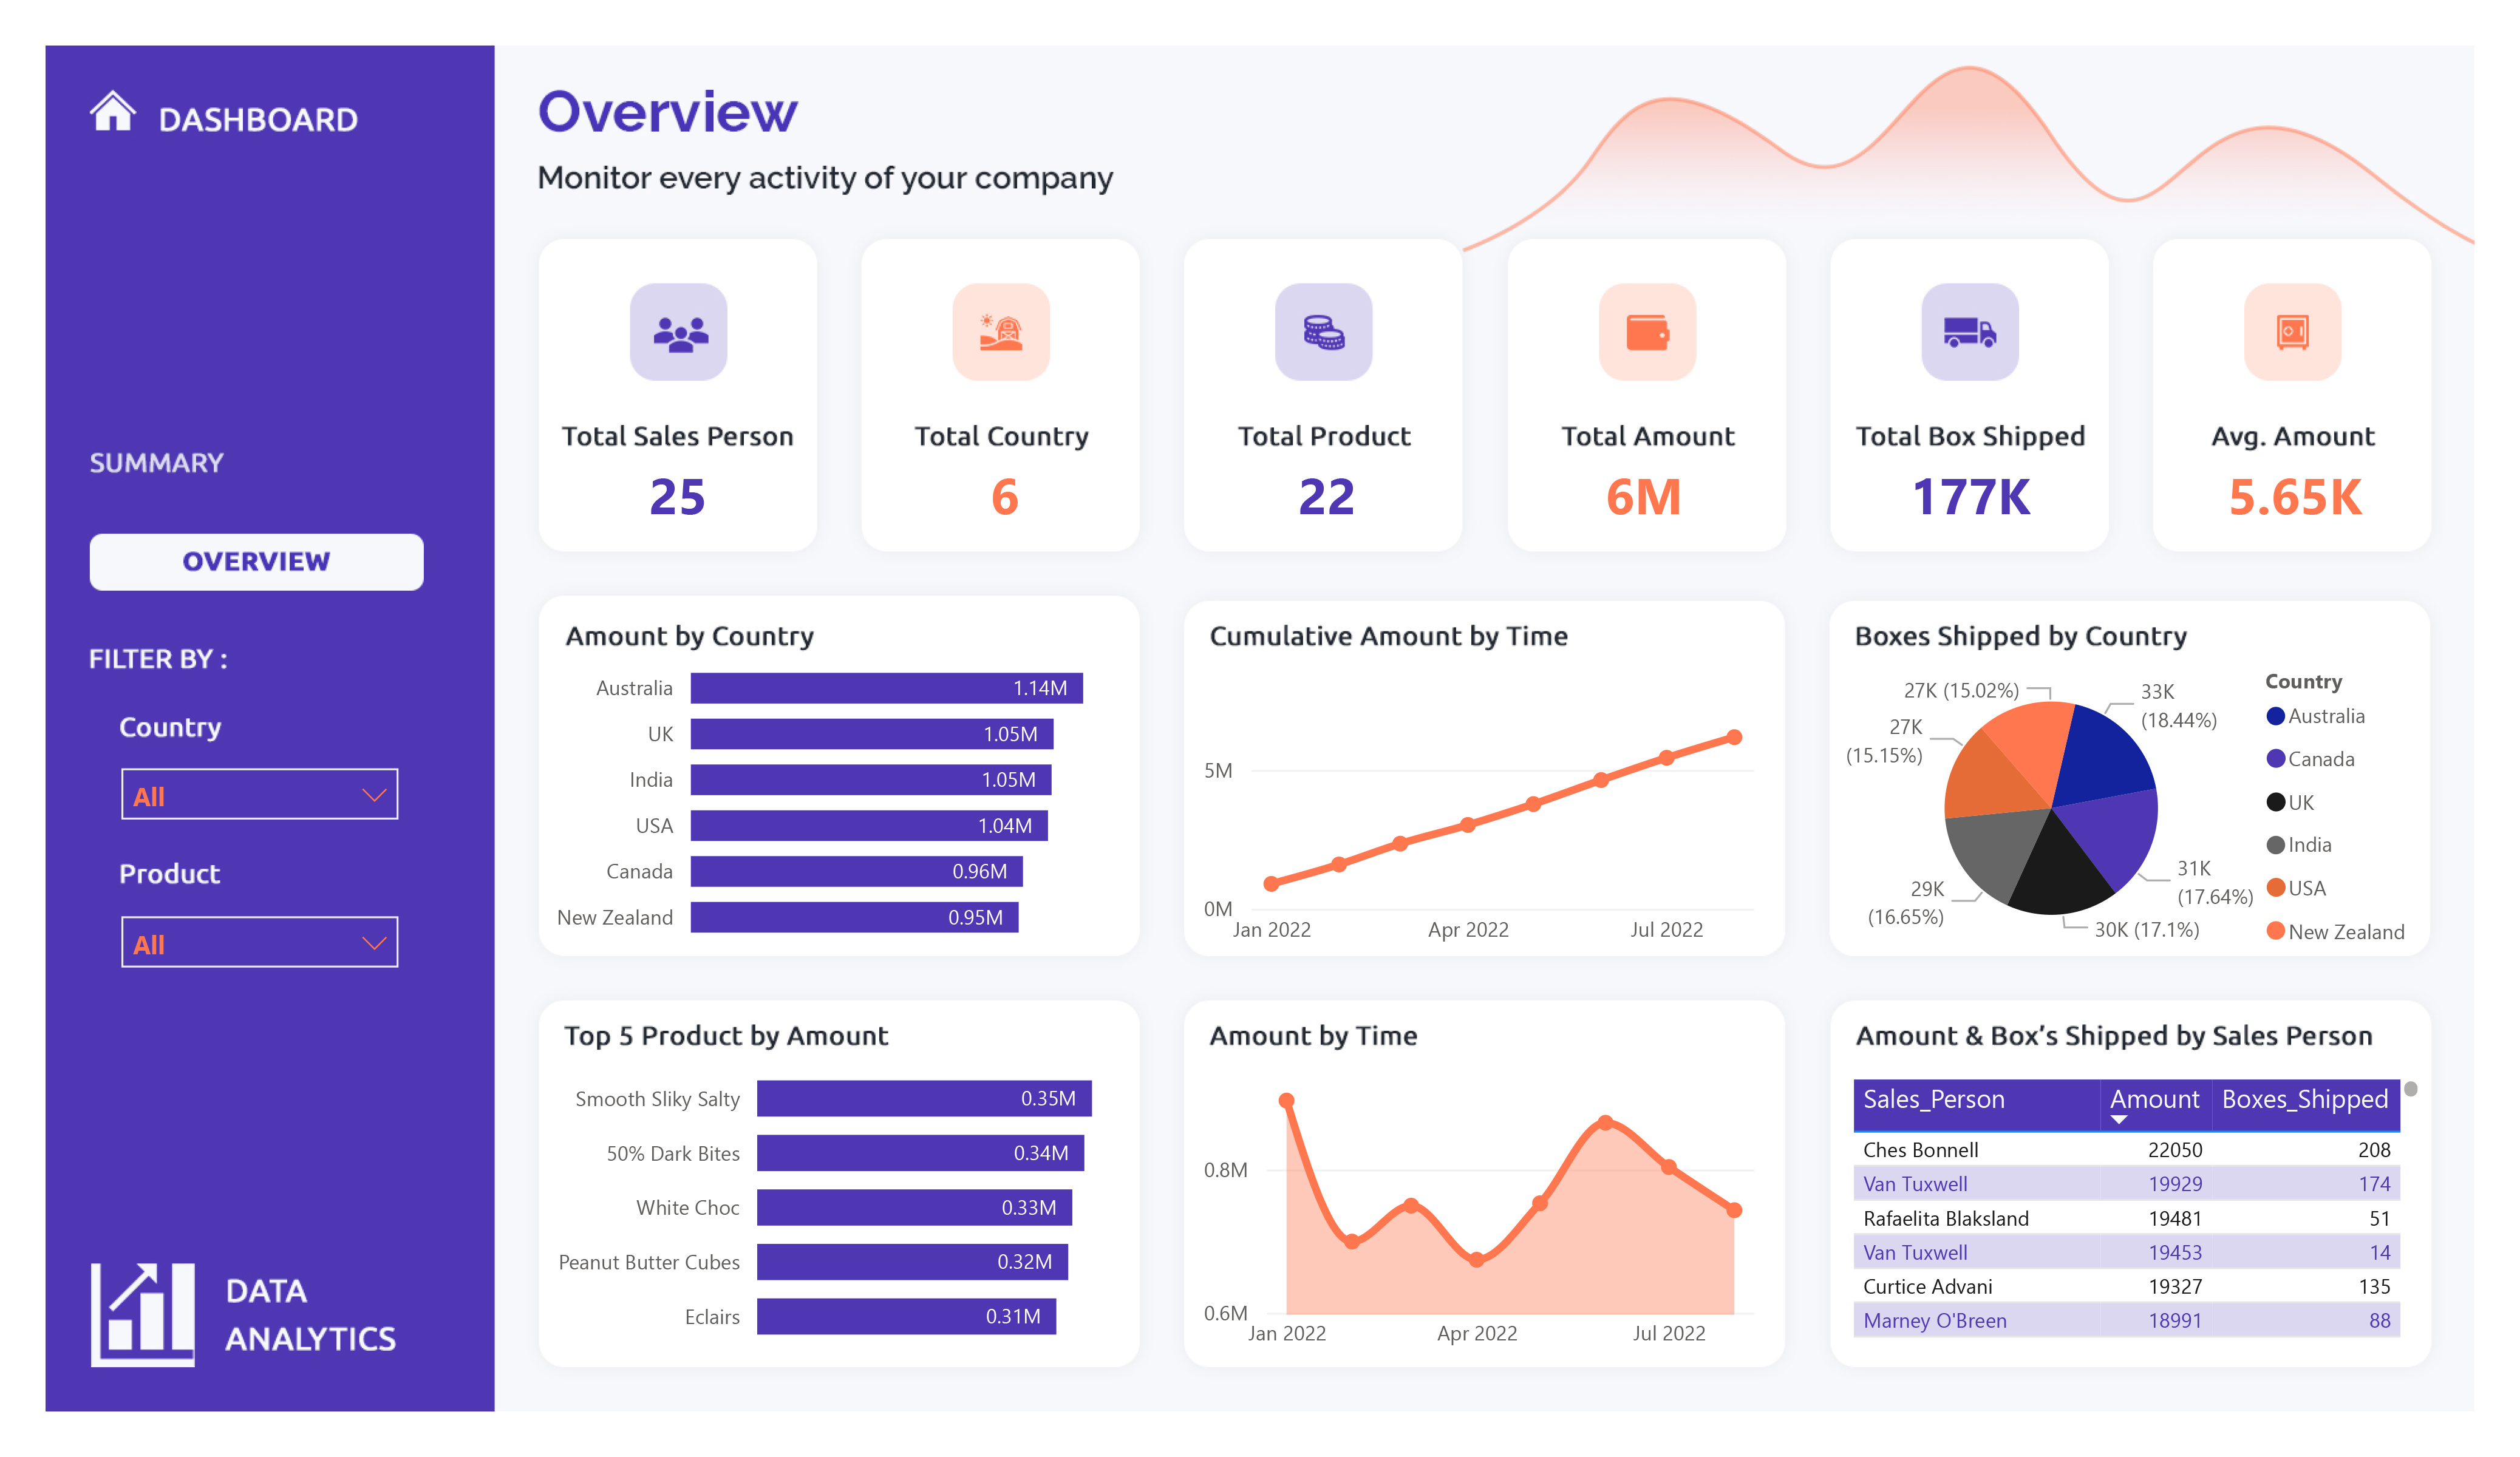 DASHBOARD
SUMMARY
OVERVIEW
FILTER BY :
Country
All
Product
All
DATA
ANALYTICS
Overview
Monitor every activity of your company
Total Sales Person
25
Total Country
6
Total Product
22
Total Amount
6M
Total Box Shipped
177K
Avg. Amount
5.65K
Amount by Country
Australia 1.14M
UK 1.05M
India 1.05M
USA 1.04M
Canada 0.96M
New Zealand 0.95M
Cumulative Amount by Time
5M
0M
Jan 2022 Apr 2022 Jul 2022
Boxes Shipped by Country
27K (15.02%)
33K
(18.44%)
27K
(15.15%)
31K
(17.64%)
29K
(16.65%)
30K (17.1%)
Country
Australia
Canada
UK
India
USA
New Zealand
Top 5 Product by Amount
Smooth Sliky Salty 0.35M
50% Dark Bites 0.34M
White Choc 0.33M
Peanut Butter Cubes 0.32M
Eclairs 0.31M
Amount by Time
0.8M
0.6M
Jan 2022 Apr 2022 Jul 2022
Amount & Box’s Shipped by Sales Person
Sales_Person Amount Boxes_Shipped
Ches Bonnell 22050 208
Van Tuxwell 19929 174
Rafaelita Blaksland 19481 51
Van Tuxwell 19453 14
Curtice Advani 19327 135
Marney O'Breen 18991 88